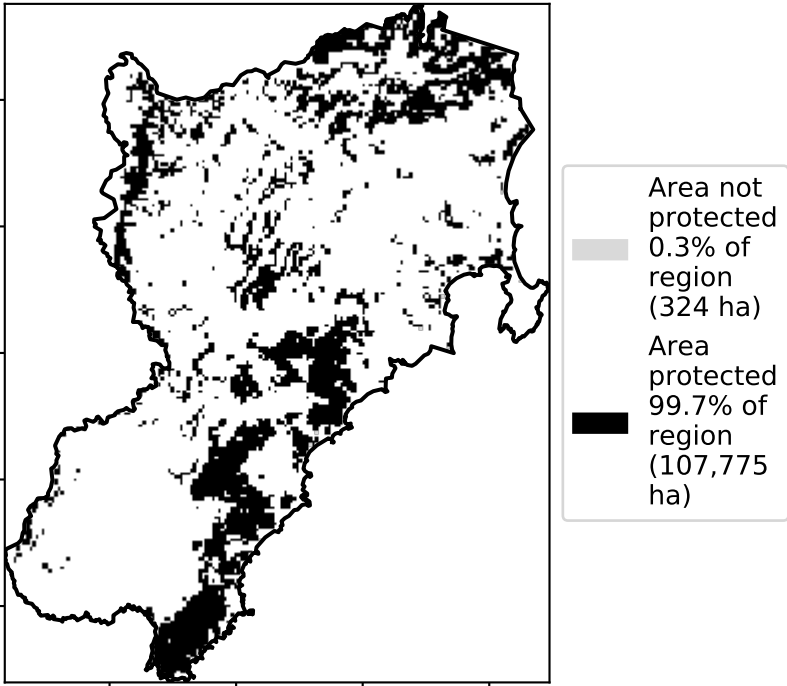 Area not
protected
0.3% of
region
(324 ha)
Area
protected
99.7% of
region
(107,775
ha)